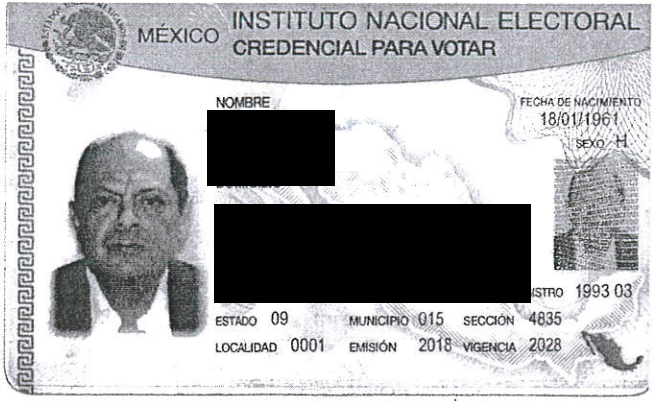 MÉXICO
INSTITUTO NACIONAL ELECTORAL
CREDENCIAL PARA VOTAR
NOMBRE
FECHA DE NACIMIENTO
18/01/1961
SEXO H
DOMICILIO
1993 03
ESTADO 09 MUNICIPIO 015 SECCIÓN 4835
LOCALIDAD 0001 EMISIÓN 2018 VIGENCIA 2028